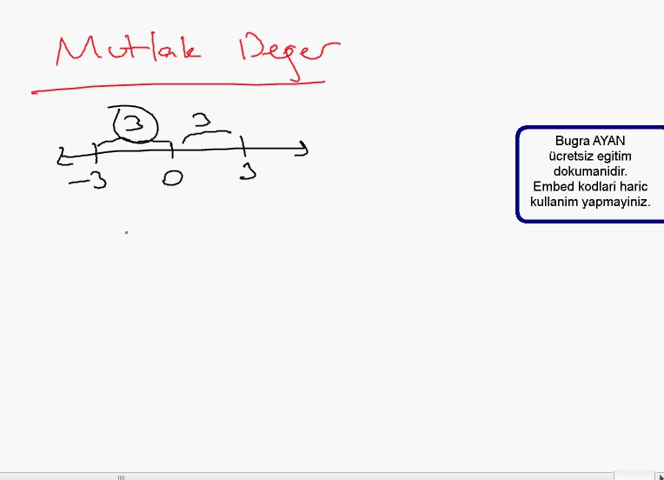 Mutlak Deger
3 3
-3 0 3
Bugra AYAN
ücretsiz egitim
dokumanidir.
Embed kodlari haric
kullanim yapmayiniz.